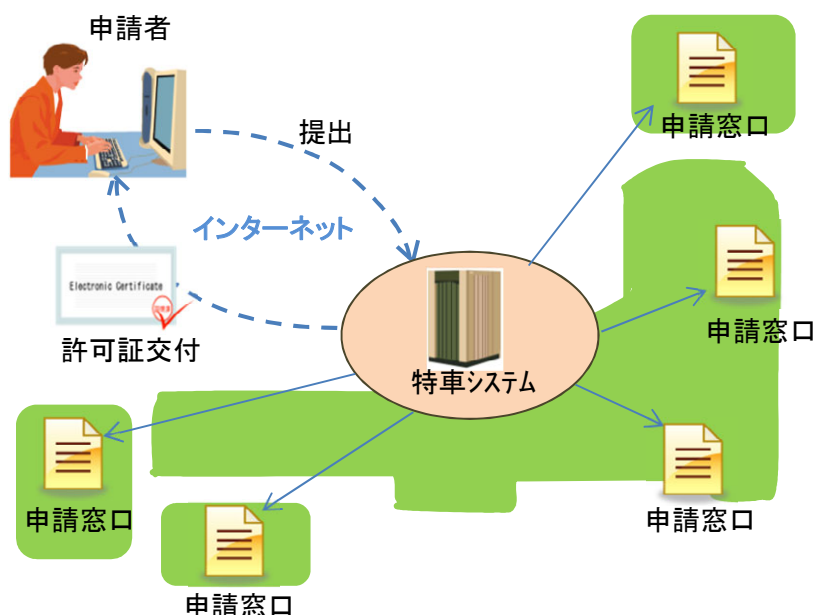 申請者
申請窓口
提出
インターネット
Electronic Certificate
申請窓口
許可証交付
特車システム
申請窓口
申請窓口
申請窓口